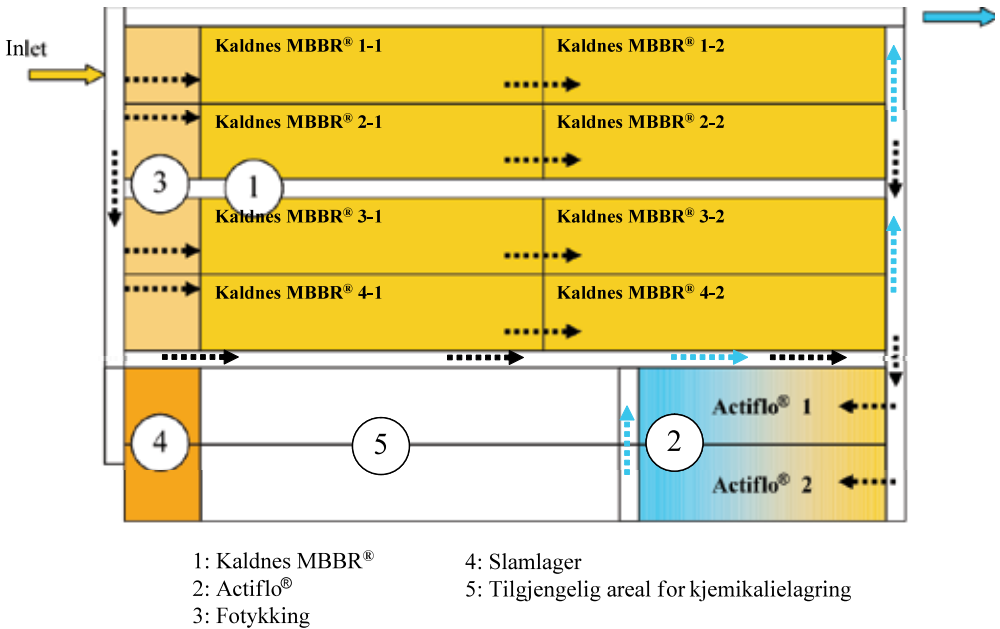 Inlet
Kaldnes MBBR® 1-1
Kaldnes MBBR® 1-2
Kaldnes MBBR® 2-1
Kaldnes MBBR® 2-2
3
1
Kaldnes MBBR® 3-1
Kaldnes MBBR® 3-2
Kaldnes MBBR® 4-1
Kaldnes MBBR® 4-2
Actiflo® 1
4
5
2
Actiflo® 2
1: Kaldnes MBBR®
2: Actiflo®
3: Fotykking
4: Slamlager
5: Tilgjengelig areal for kjemikalielagring